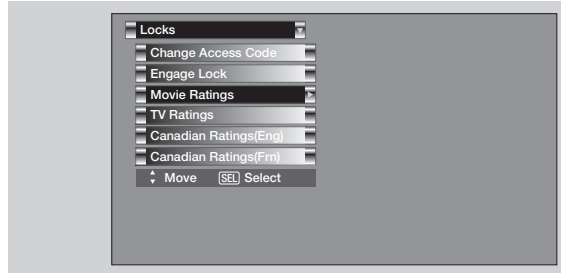 Locks
Change Access Code
Engage Lock
Movie Ratings
TV Ratings
Canadian Ratings(Eng)
Canadian Ratings(Frn)
Move SEL Select